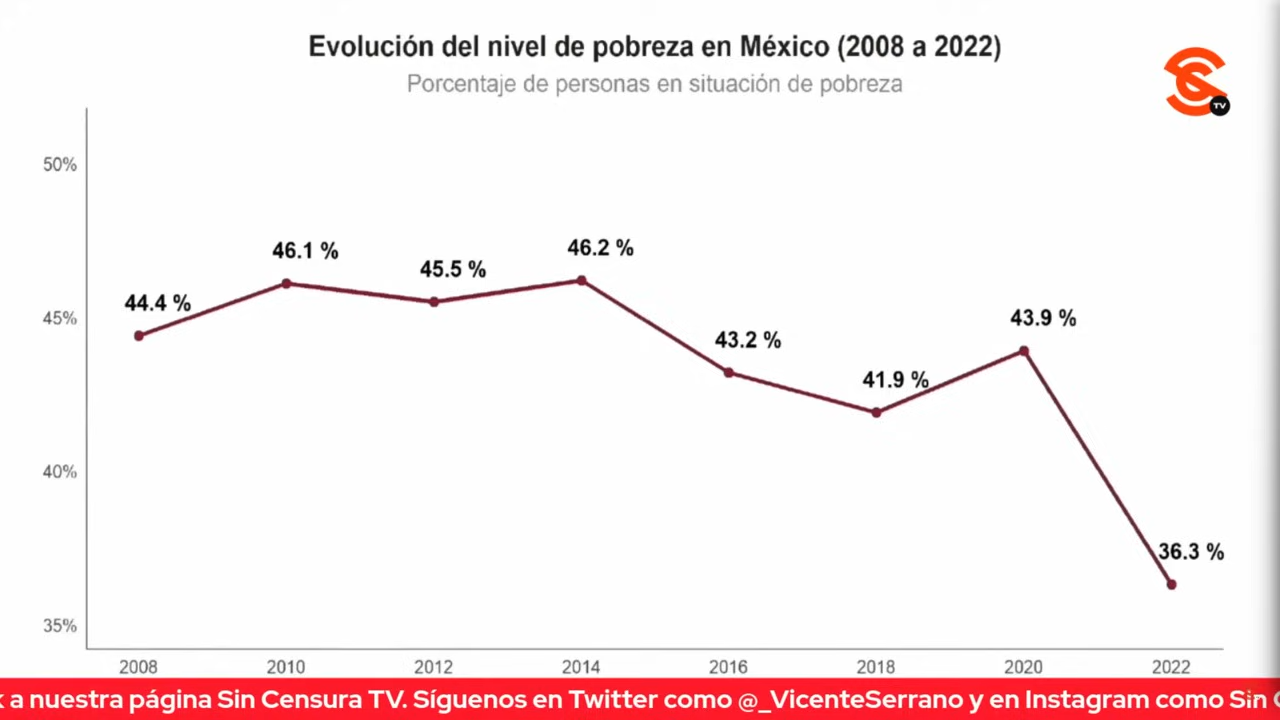 Evolución del nivel de pobreza en México (2008 a 2022)
Porcentaje de personas en situación de pobreza
TV
50%
45%
40%
35%
44.4 %
46.1 %
45.5 %
46.2 %
43.2 %
41.9 %
43.9 %
36.3 %
2008 2010 2012 2014 2016 2018 2020 2022
a nuestra página Sin Censura TV. Síguenos en Twitter como @_VicenteSerrano y en Instagram como Sin